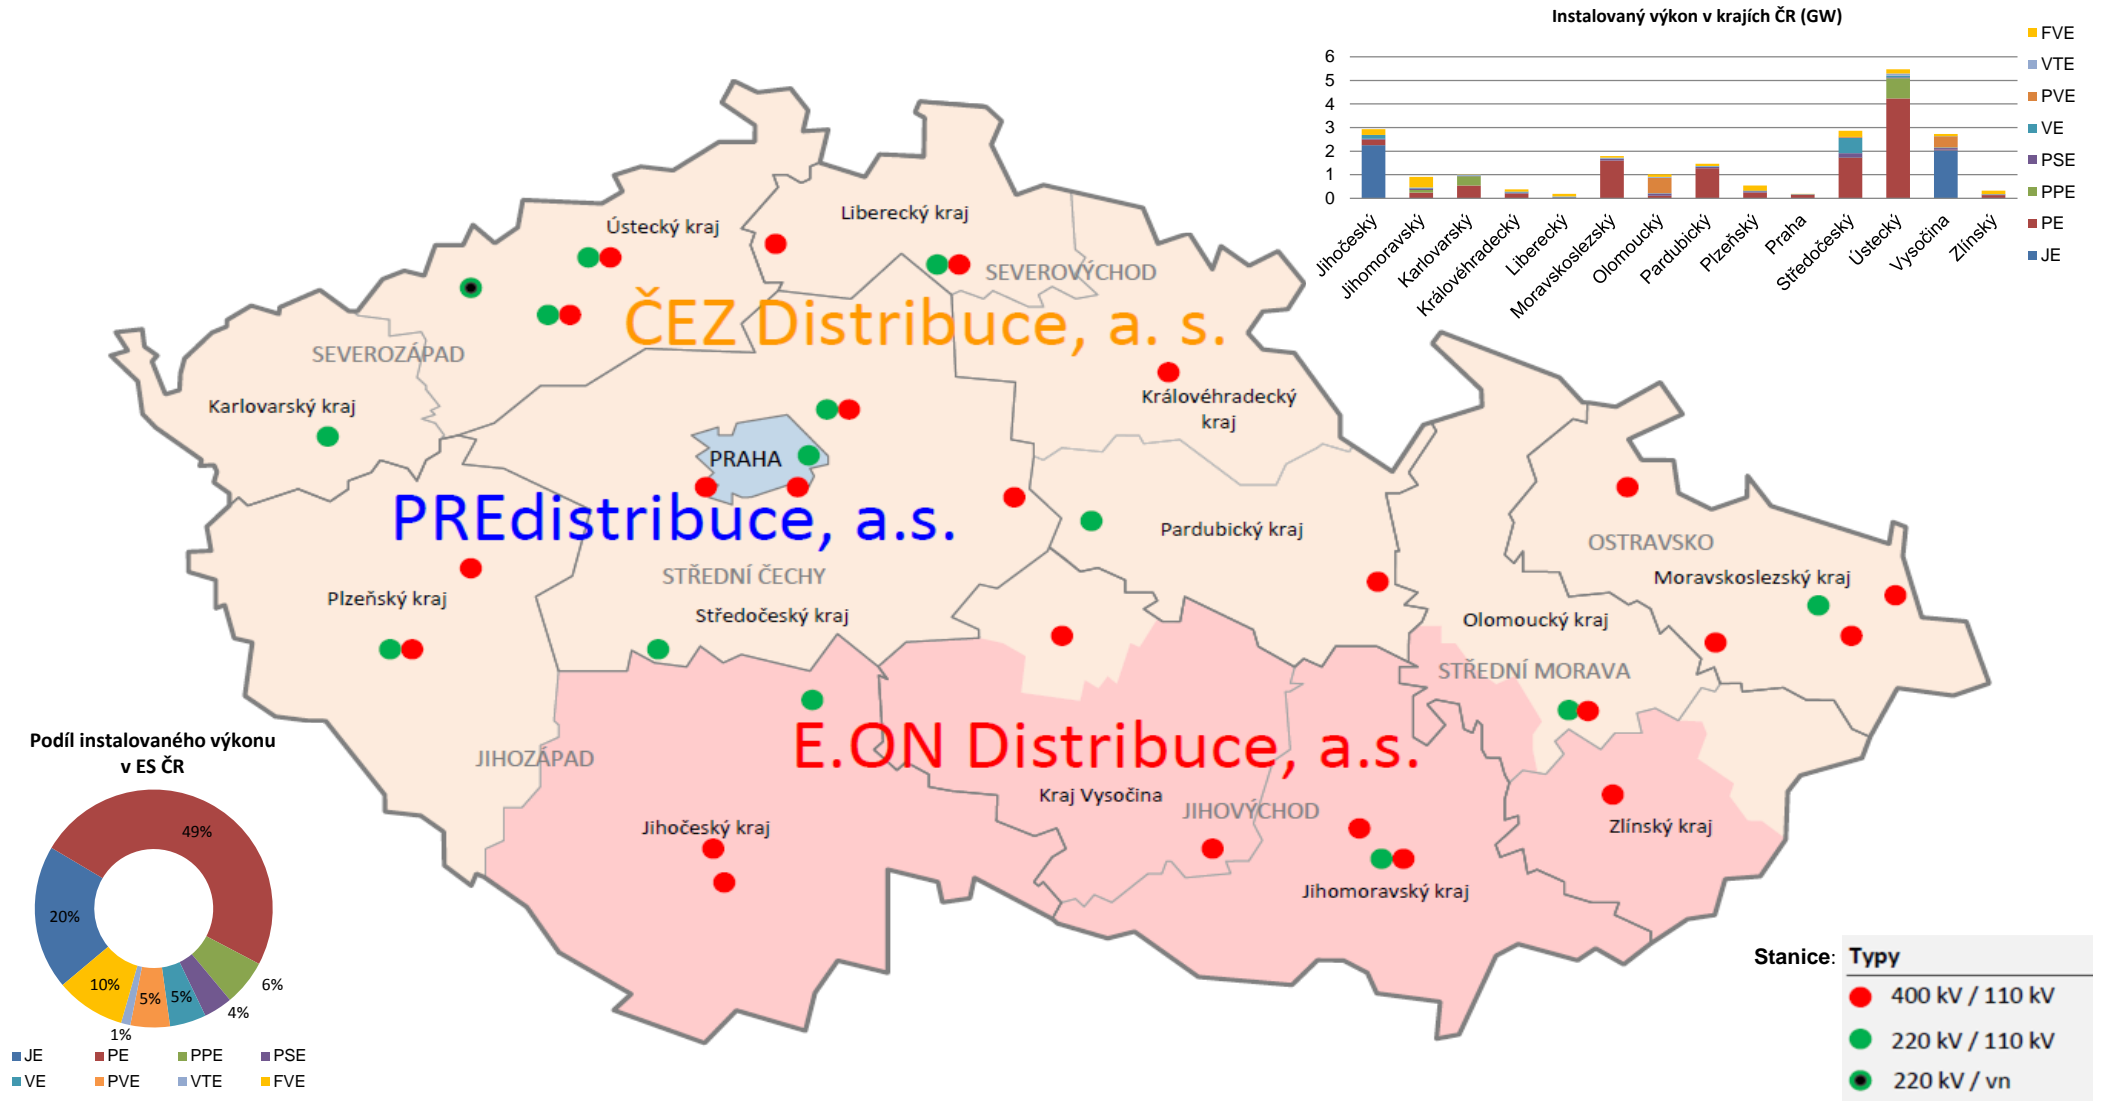 Instalovaný výkon v krajích ČR (GW)
6
5
4
3
2
1
0
Jihočeský
Jihomoravský
Karlovarský
Královéhradecký
Liberecký
Moravskoslezský
Olomoucký
Pardubický
Plzeňský
Praha
Středočeský
Ústecký
Vysočina
Zlínský
FVE
VTE
PVE
VE
PSE
PPE
PE
JE
Ústecký kraj
Liberecký kraj
SEVEROVÝCHOD
ČEZ Distribuce, a. s.
SEVEROZÁPAD
Karlovarský kraj
Královéhradecký
kraj
PRAHA
PREdistribuce, a.s.
Pardubický kraj
OSTRAVSKO
STŘEDNÍ ČECHY
Moravskoslezský kraj
Plzeňský kraj
Středočeský kraj
Olomoucký kraj
STŘEDNÍ MORAVA
E.ON Distribuce, a.s.
JIHOZÁPAD
Kraj Vysočina
JIHOVÝCHOD
Jihočeský kraj
Zlínský kraj
Jihomoravský kraj
Podíl instalovaného výkonu
v ES ČR
49%
20%
10%
1%
5%
5%
4%
6%
JE PE PPE PSE
VE PVE VTE FVE
Stanice: Typy
400 kV / 110 kV
220 kV / 110 kV
220 kV / vn